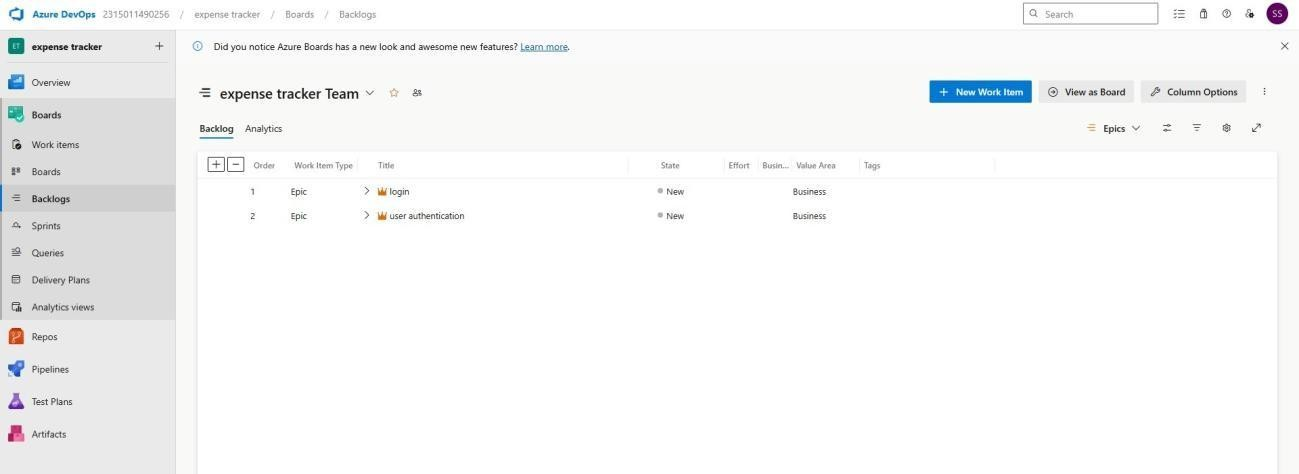 Azure DevOps 2315011490256 / expense tracker / Boards / Backlogs Search SS
ET expense tracker +
Did you notice Azure Boards has a new look and awesome new features? Learn more.
Overview
expense tracker Team
+ New Work Item View as Board Column Options
Boards
Backlog Analytics Epics
Work items
Order Work Item Type Title State Effort Busin... Value Area Tags
Boards
1 Epic login New Business
Backlogs
2 Epic user authentication New Business
Sprints
Queries
Delivery Plans
Analytics views
Repos
Pipelines
Test Plans
Artifacts